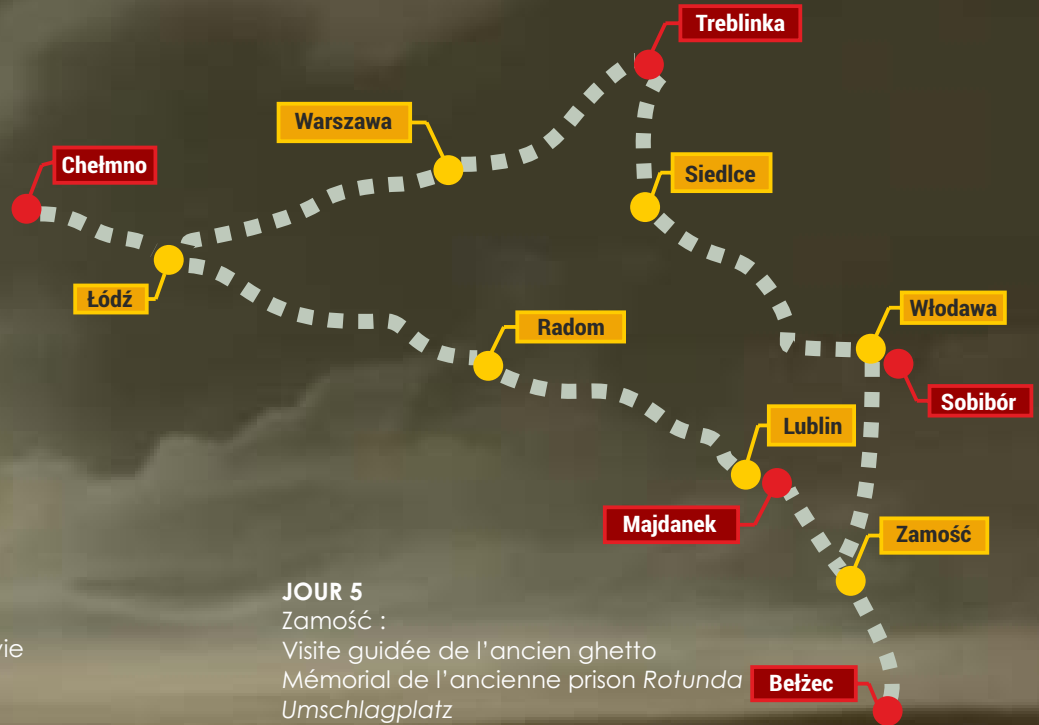 Treblinka
Warszawa
Chełmno
Siedlce
Łódź
Włodawa
Radom
Sobibór
Lublin
Majdanek
Zamość
JOUR 5
Zamość :
vie
Visite guidée de l’ancien ghetto
Mémorial de l’ancienne prison Rotunda
Bełżec
Umschlagplatz